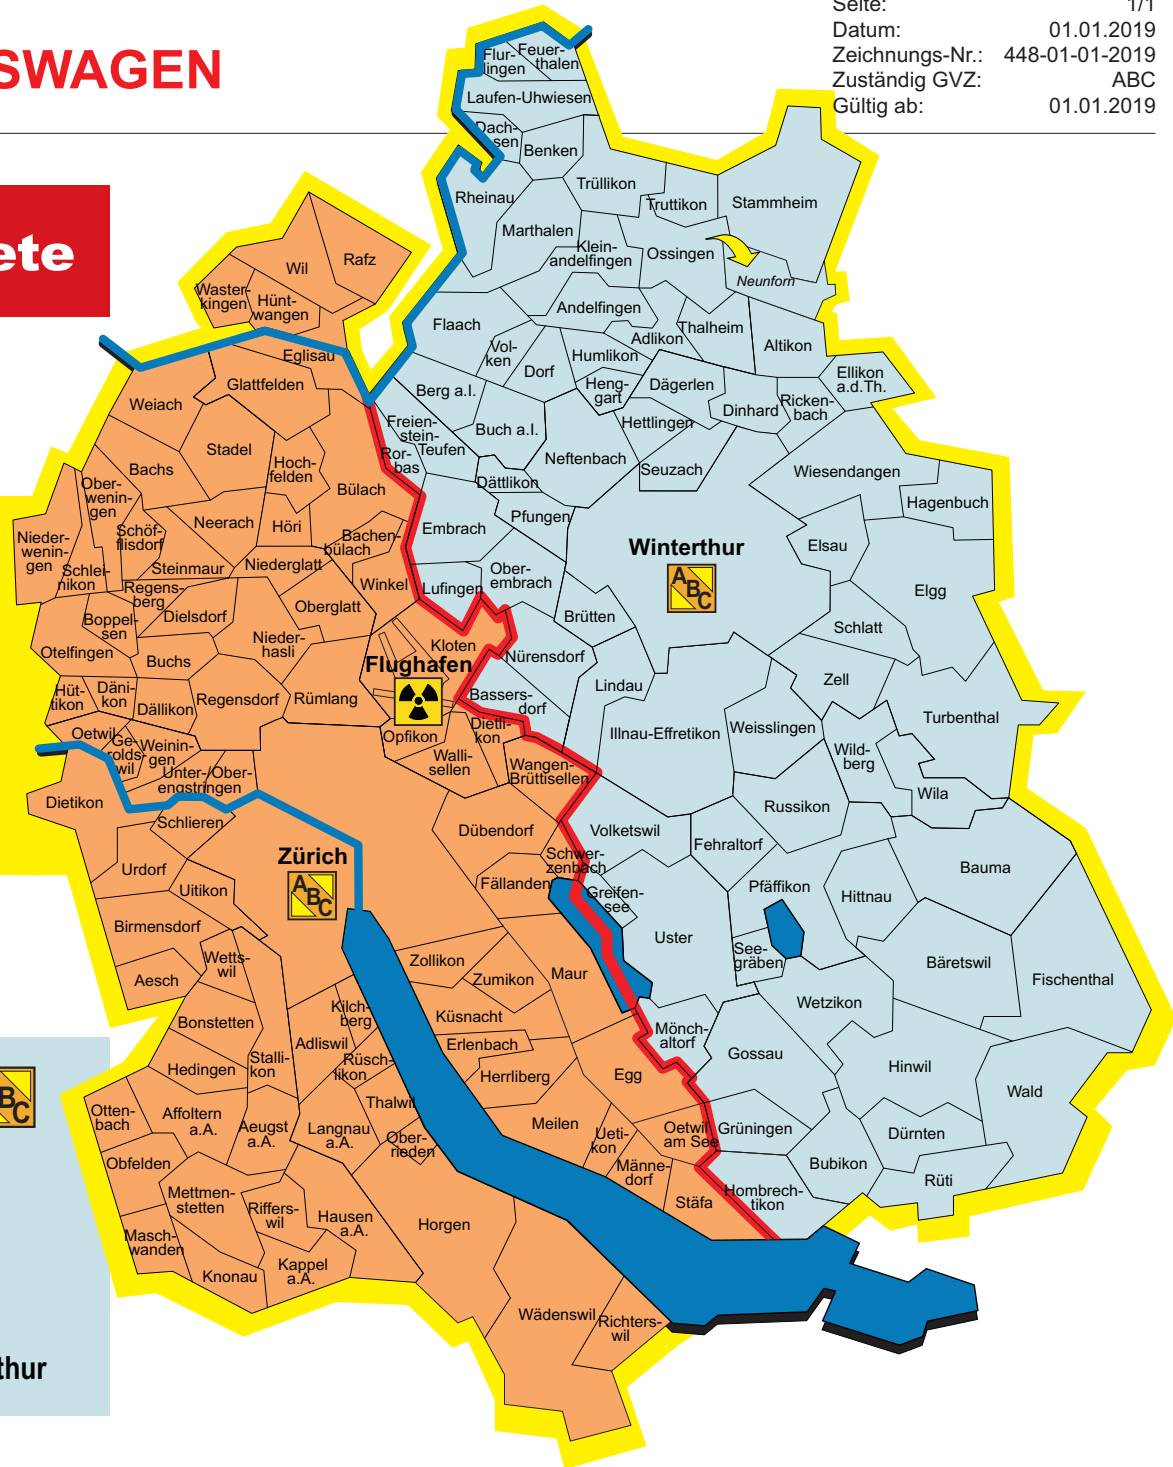 Seite: 1/1
Datum: 01.01.2019
Zeichnungs-Nr.: 448-01-01-2019
Zuständig GVZ: ABC
Gültig ab: 01.01.2019
SWAGEN
ete
Flur-
lingen
Feuer-
thalen
Laufen-Uhwiesen
Dach-
sen
Benken
Rheinau
Trüllikon
Truttikon
Stammheim
Marthalen
Klein-
andelfingen
Ossingen
Neunforn
Wil
Rafz
Waster-
kingen
Hünt-
wangen
Andelfingen
Flaach
Adlikon
Thalheim
Altikon
Vol-
ken
Dorf
Humlikon
Eglisau
Glattfelden
Weiach
Berg a.I.
Heng-
gart
Dägerlen
Ellikon
a.d.Th.
Dinhard
Ricken-
bach
Freien-
stein-
Teufen
Buch a.I.
Hettlingen
Ror-
bas
Neftenbach
Seuzach
Dättlikon
Wiesendangen
Hagenbuch
Stadel
Bachs
Hoch-
felden
Bülach
Ober-
wenin-
gen
Neerach
Höri
Schöf-
flisdorf
Bachen-
bülach
Embrach
Pfungen
Winterthur
ABC
Elsau
Elgg
Nieder-
wenin-
gen
Schlei-
nikon
Steinmaur
Niederglatt
Winkel
Lufingen
Ober-
embrach
Regens-
berg
Oberglatt
Brütten
Schlatt
Boppel-
sen
Dielsdorf
Nieder-
hasli
Kloten
Nürensdorf
Otelfingen
Buchs
Flughafen
Lindau
Zell
Hüt-
tikon
Däni-
kon
Dällikon
Regensdorf
Rümlang
Bassers-
dorf
Turbenthal
Oetwil
Ge-
rolds-
wil
Weinin-
gen
Opfikon
Dietli-
kon
Illnau-Effretikon
Weisslingen
Wild-
berg
Unter-/Ober-
engstringen
Walli-
sellen
Wangen-
Brüttisellen
Wila
Dietikon
Schlieren
Dübendorf
Volketswil
Russikon
Fehraltorf
Urdorf
Zürich
ABC
Schwer-
zenbach
Bauma
Uitikon
Fällanden
Greifen-
see
Pfäffikon
Hittnau
Birmensdorf
Uster
See-
gräben
Bäretswil
Fischenthal
Wetts-
wil
Zollikon
Zumikon
Maur
Aesch
Kilch-
berg
Wetzikon
Bonstetten
Küsnacht
Mönch-
altorf
Adliswil
Erlenbach
Gossau
Hedingen
Stalli-
kon
Rüsch-
likon
Herrliberg
Egg
Hinwil
Wald
BC
Otten-
bach
Affoltern
a.A.
Aeugst
a.A.
Langnau
a.A.
Thalwil
Ober-
rieden
Meilen
Ueti-
kon
Oetwil
am See
Grüningen
Dürnten
Obfelden
Männe-
dorf
Bubikon
Rüti
Mettmen-
stetten
Riffers-
wil
Hausen
a.A.
Horgen
Stäfa
Hombrech-
tikon
Masch-
wanden
Knonau
Kappel
a.A.
Wädenswil
Richters-
wil
thur